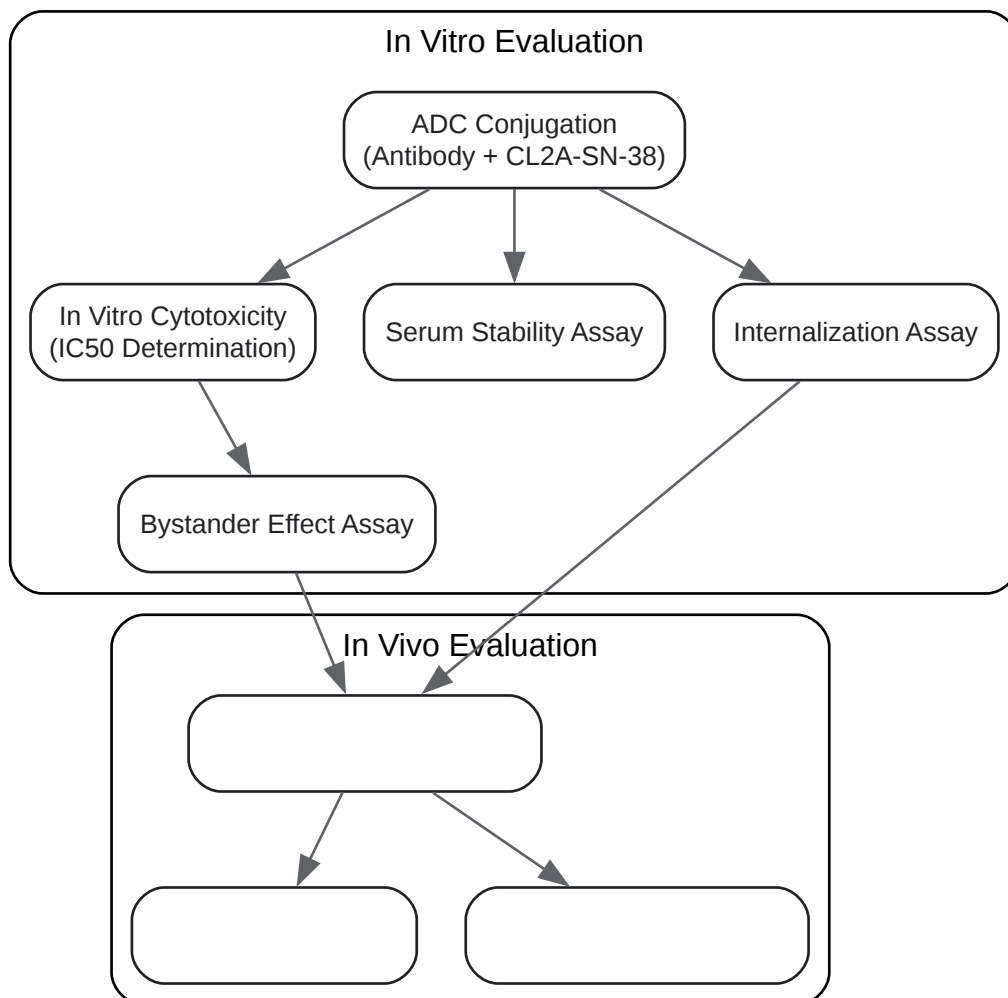 In Vitro Evaluation
ADC Conjugation
(Antibody + CL2A-SN-38)
In Vitro Cytotoxicity
(IC50 Determination)
Serum Stability Assay
Internalization Assay
Bystander Effect Assay
In Vivo Evaluation